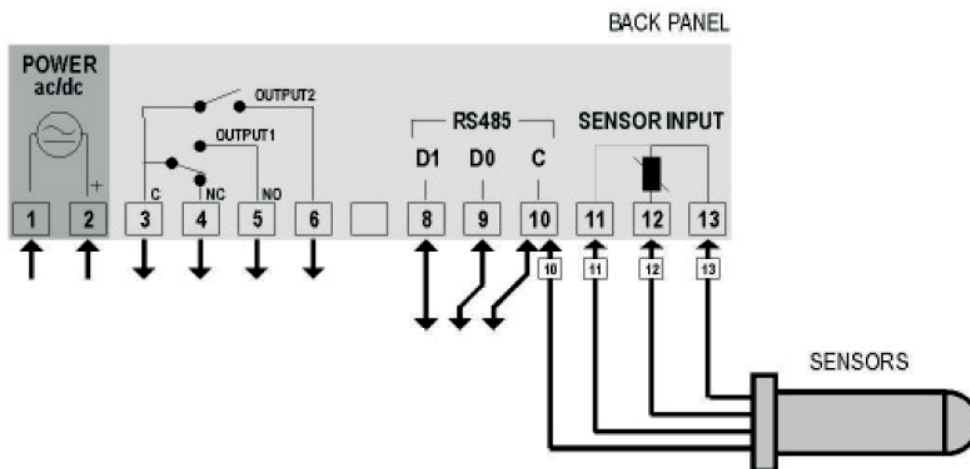 BACK PANEL
POWER
ac/dc
+
OUTPUT2
OUTPUT1
C
NC
NO
RS485
D1 D0 C
SENSOR INPUT
1 2 3 4 5 6 8 9 10 11 12 13
10 11 12 13
SENSORS